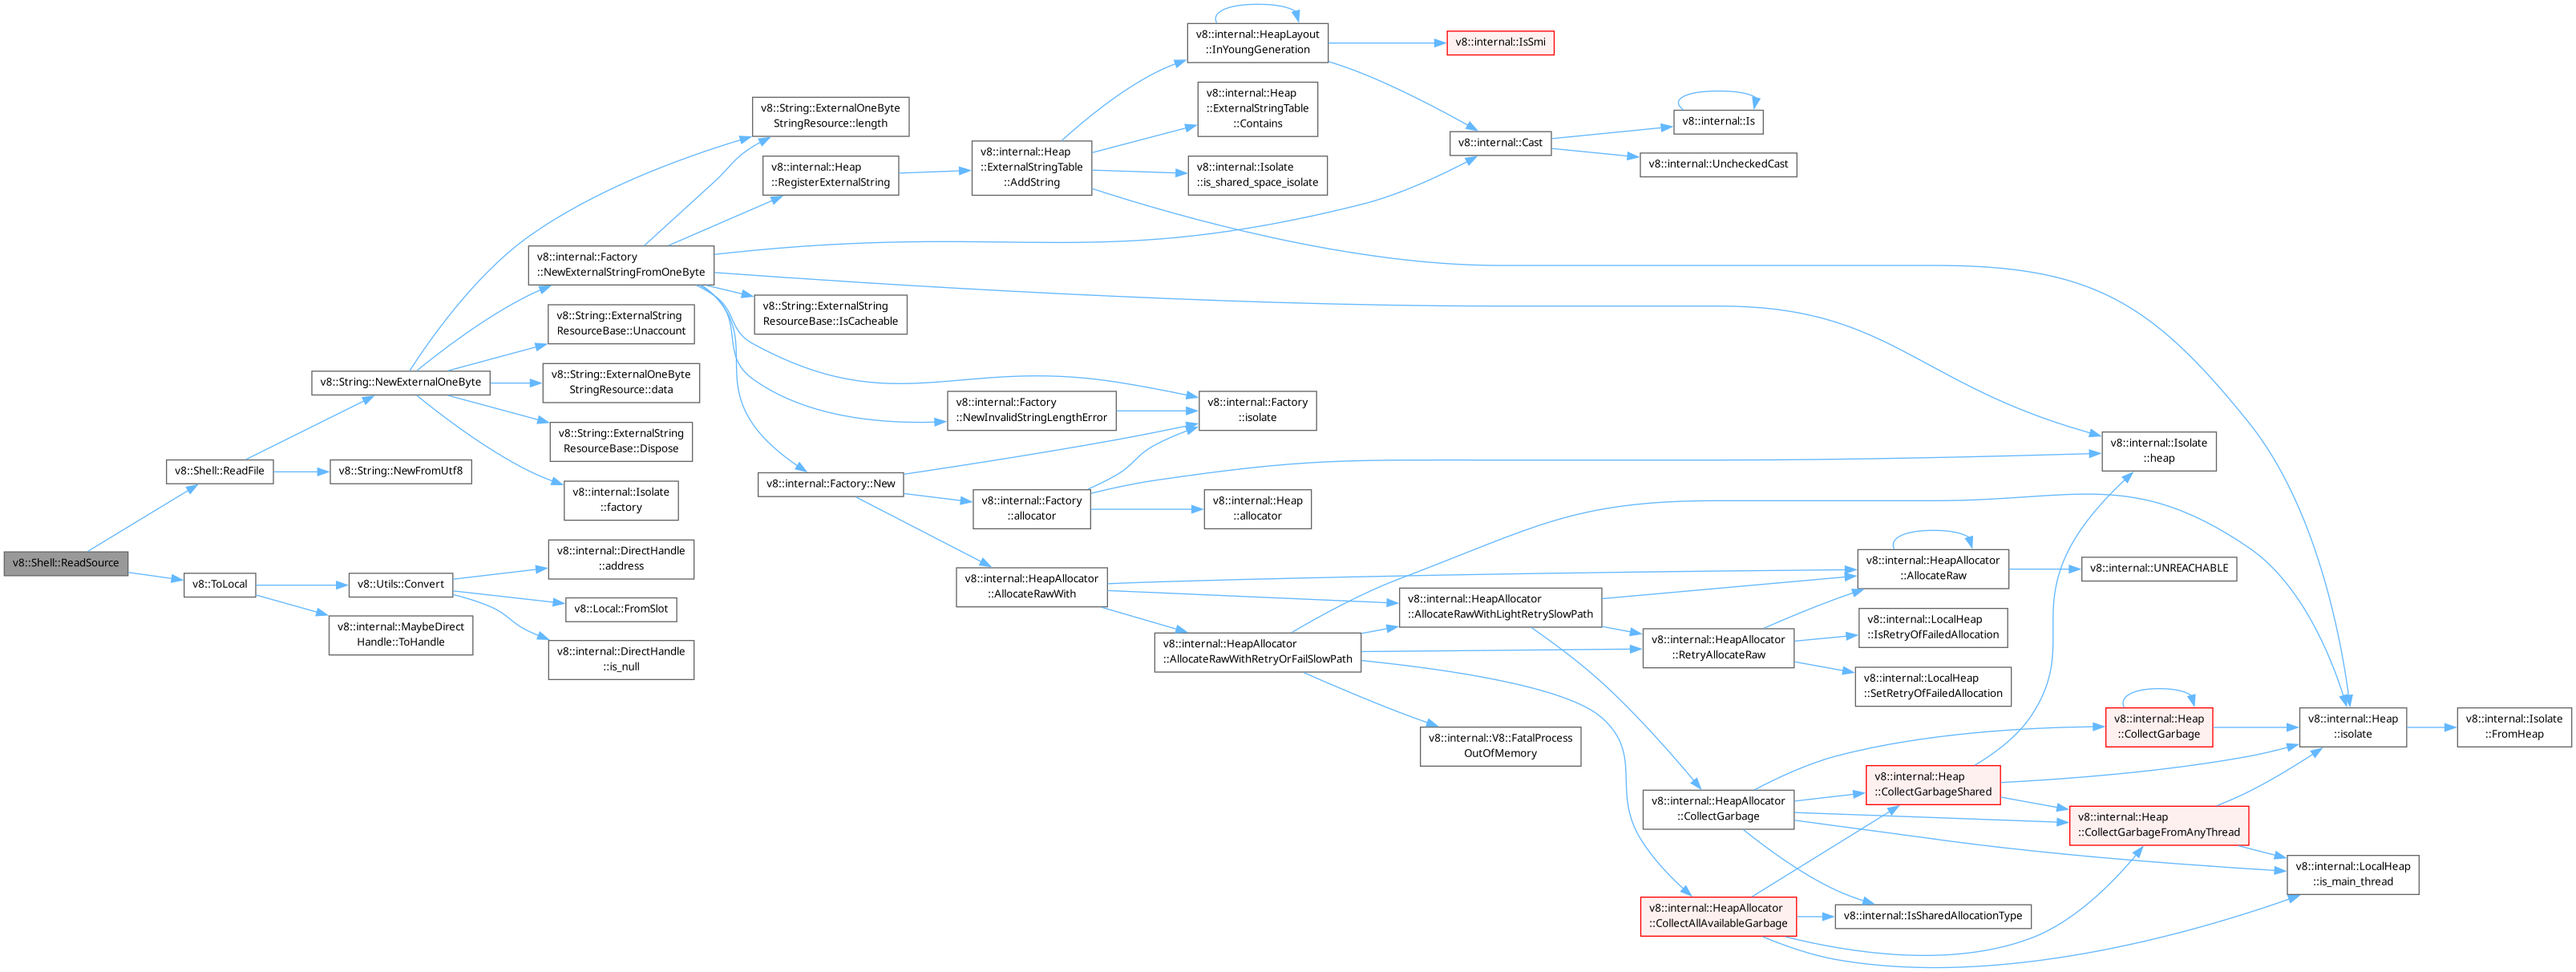 v8::Shell::ReadSource
v8::Shell::ReadFile
v8::ToLocal
v8::String::NewExternalOneByte
v8::String::NewFromUtf8
v8::Utils::Convert
v8::internal::MaybeDirect
Handle::ToHandle
v8::internal::Factory
::NewExternalStringFromOneByte
v8::String::ExternalString
ResourceBase::Unaccount
v8::String::ExternalOneByte
StringResource::data
v8::String::ExternalString
ResourceBase::Dispose
v8::internal::Isolate
::factory
v8::internal::DirectHandle
::address
v8::Local::FromSlot
v8::internal::DirectHandle
::is_null
v8::String::ExternalOneByte
StringResource::length
v8::internal::Heap
::RegisterExternalString
v8::String::ExternalString
ResourceBase::IsCacheable
v8::internal::Factory::New
v8::internal::Heap
::ExternalStringTable
::AddString
v8::internal::Factory
::NewInvalidStringLengthError
v8::internal::Factory
::allocator
v8::internal::HeapAllocator
::AllocateRawWith
v8::internal::HeapLayout
::InYoungGeneration
v8::internal::Heap
::ExternalStringTable
::Contains
v8::internal::Isolate
::is_shared_space_isolate
v8::internal::Factory
::isolate
v8::internal::Heap
::allocator
v8::internal::HeapAllocator
::AllocateRawWithRetryOrFailSlowPath
v8::internal::IsSmi
v8::internal::Cast
v8::internal::HeapAllocator
::AllocateRawWithLightRetrySlowPath
v8::internal::V8::FatalProcess
OutOfMemory
v8::internal::Is
v8::internal::UncheckedCast
v8::internal::HeapAllocator
::RetryAllocateRaw
v8::internal::HeapAllocator
::CollectGarbage
v8::internal::HeapAllocator
::CollectAllAvailableGarbage
v8::internal::HeapAllocator
::AllocateRaw
v8::internal::LocalHeap
::IsRetryOfFailedAllocation
v8::internal::LocalHeap
::SetRetryOfFailedAllocation
v8::internal::Heap
::CollectGarbageShared
v8::internal::IsSharedAllocationType
v8::internal::Isolate
::heap
v8::internal::UNREACHABLE
v8::internal::Heap
::CollectGarbage
v8::internal::Heap
::CollectGarbageFromAnyThread
v8::internal::Heap
::isolate
v8::internal::LocalHeap
::is_main_thread
v8::internal::Isolate
::FromHeap